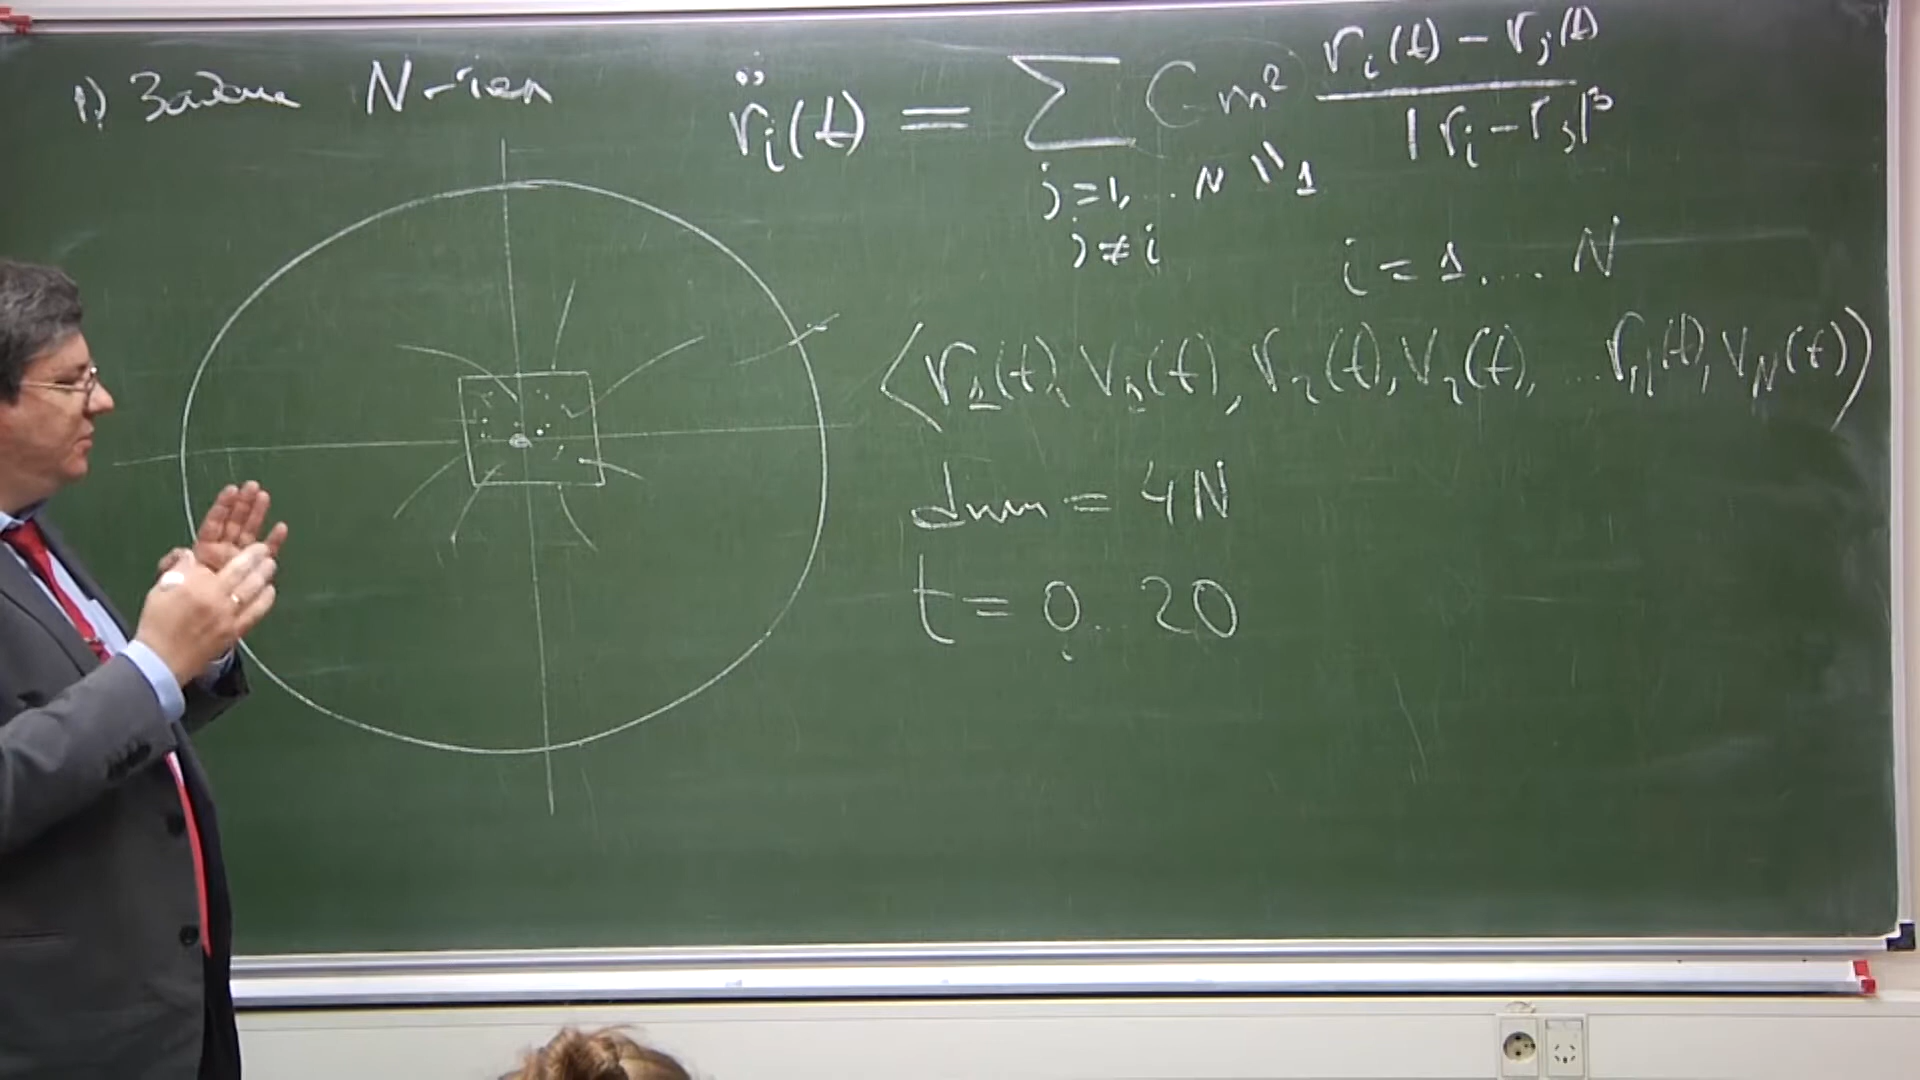 1) Задача N-тел
r̈ᵢ(t) = ∑ G m² (rᵢ(t) - rⱼ(t)) / |rᵢ - rⱼ|³
j=1,...N " 1
j≠i
i = 1.... N
(r₁(t), v₁(t), r₂(t), v₂(t), ... r_N(t), v_N(t))
dim = 4N
t = 0...20